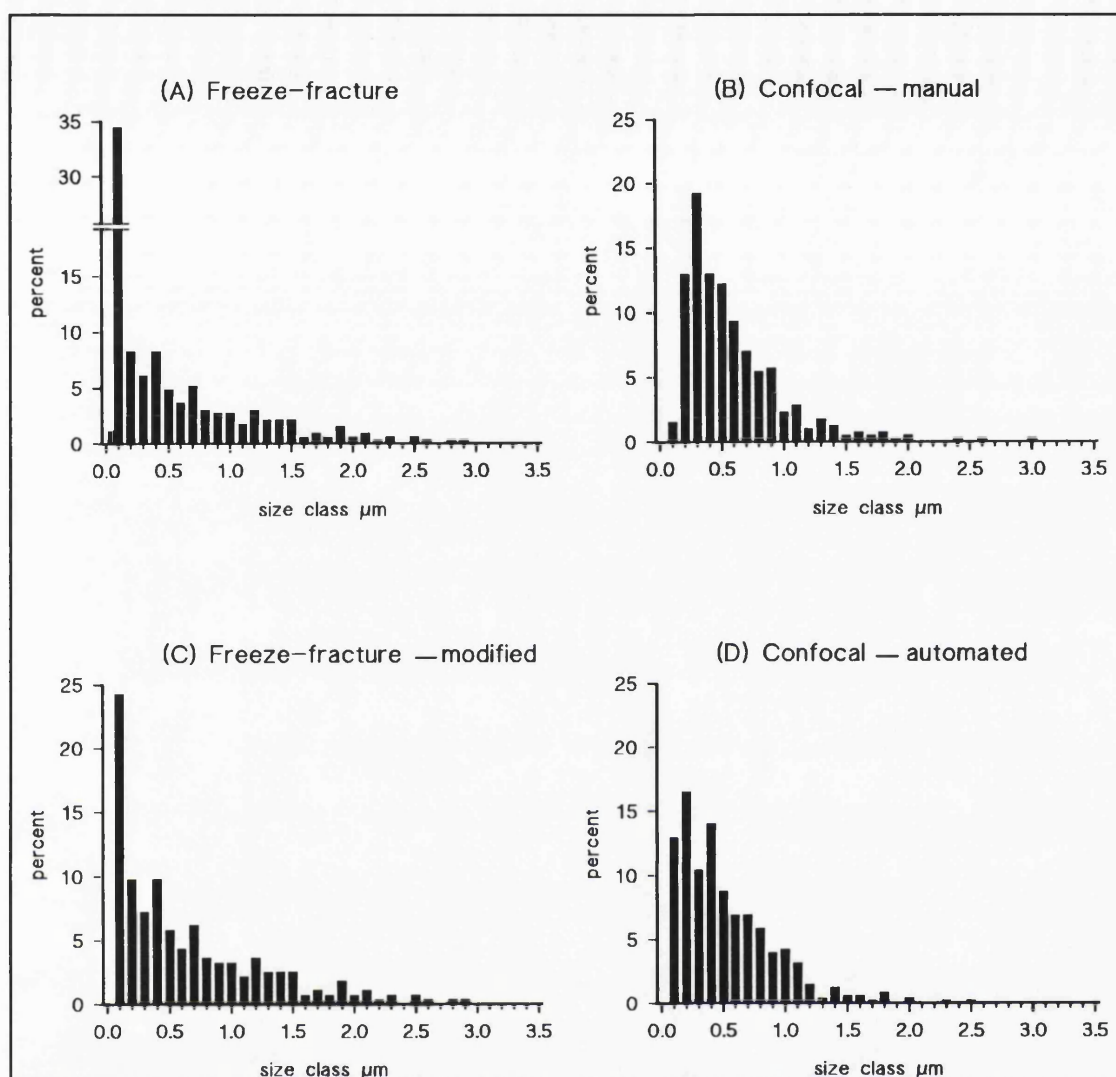 (A) Freeze-fracture
35
30
15
10
5
0
percent
0.0 0.5 1.0 1.5 2.0 2.5 3.0 3.5
size class µm
(B) Confocal — manual
25
20
15
10
5
0
percent
0.0 0.5 1.0 1.5 2.0 2.5 3.0 3.5
size class µm
(C) Freeze-fracture — modified
25
20
15
10
5
0
percent
0.0 0.5 1.0 1.5 2.0 2.5 3.0 3.5
size class µm
(D) Confocal — automated
25
20
15
10
5
0
percent
0.0 0.5 1.0 1.5 2.0 2.5 3.0 3.5
size class µm